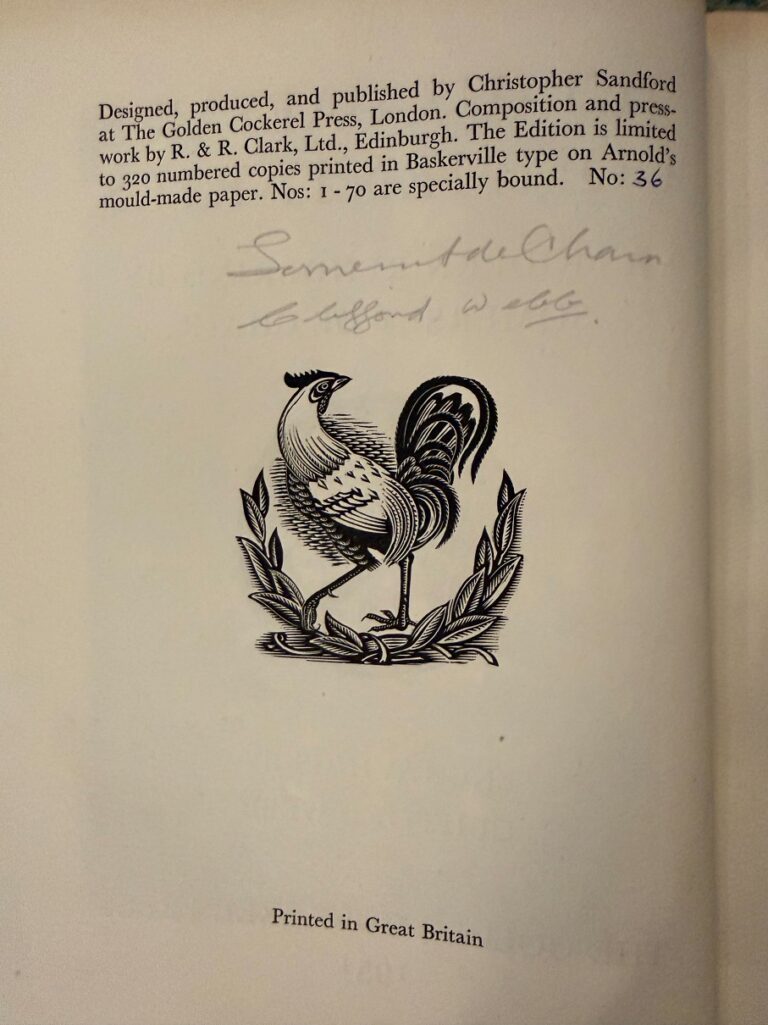 Designed, produced, and published by Christopher Sandford
at The Golden Cockerel Press, London. Composition and press-
work by R. & R. Clark, Ltd., Edinburgh. The Edition is limited
to 320 numbered copies printed in Baskerville type on Arnold's
mould-made paper. Nos: 1 - 70 are specially bound. No: 36
Somerset de Chair
Clifford Webb.
Printed in Great Britain